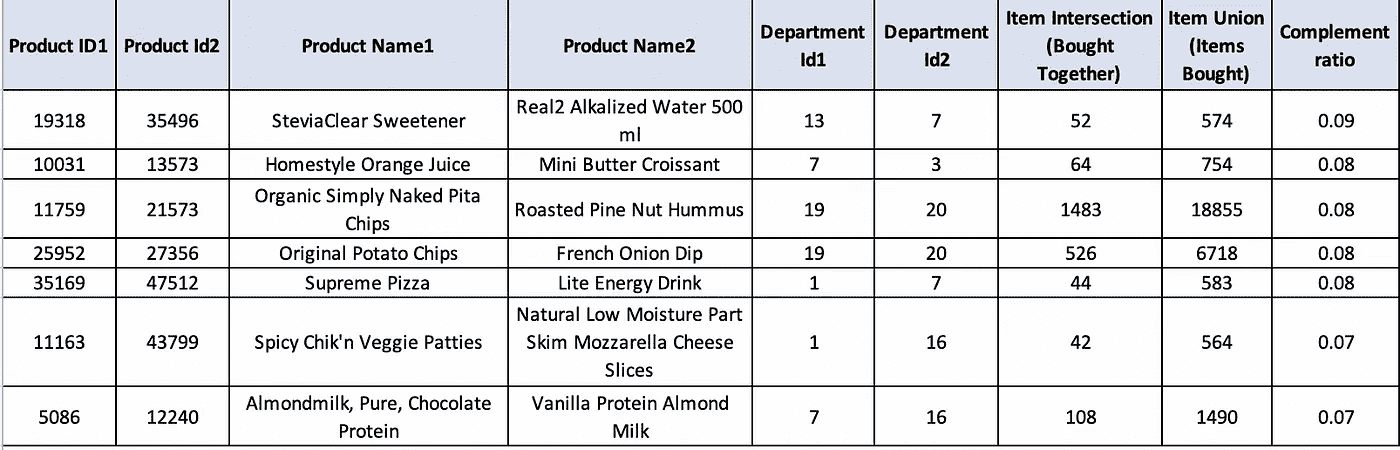 Product ID1 Product Id2 Product Name1 Product Name2 Department Id1 Department Id2 Item Intersection (Bought Together) Item Union (Items Bought) Complement ratio
19318 35496 SteviaClear Sweetener Real2 Alkalized Water 500 ml 13 7 52 574 0.09
10031 13573 Homestyle Orange Juice Mini Butter Croissant 7 3 64 754 0.08
11759 21573 Organic Simply Naked Pita Chips Roasted Pine Nut Hummus 19 20 1483 18855 0.08
25952 27356 Original Potato Chips French Onion Dip 19 20 526 6718 0.08
35169 47512 Supreme Pizza Lite Energy Drink 1 7 44 583 0.08
11163 43799 Spicy Chik'n Veggie Patties Natural Low Moisture Part Skim Mozzarella Cheese Slices 1 16 42 564 0.07
5086 12240 Almondmilk, Pure, Chocolate Protein Vanilla Protein Almond Milk 7 16 108 1490 0.07